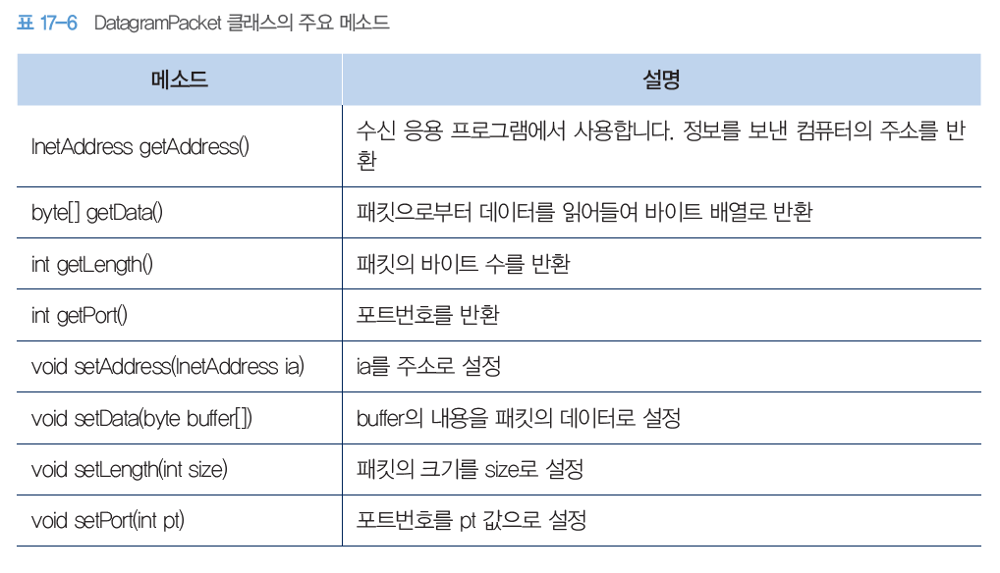 표 17-6 DatagramPacket 클래스의 주요 메소드
메소드 설명
InetAddress getAddress() 수신 응용 프로그램에서 사용합니다. 정보를 보낸 컴퓨터의 주소를 반
환
byte[] getData() 패킷으로부터 데이터를 읽어들여 바이트 배열로 반환
int getLength() 패킷의 바이트 수를 반환
int getPort() 포트번호를 반환
void setAddress(InetAddress ia) ia를 주소로 설정
void setData(byte buffer[]) buffer의 내용을 패킷의 데이터로 설정
void setLength(int size) 패킷의 크기를 size로 설정
void setPort(int pt) 포트번호를 pt 값으로 설정